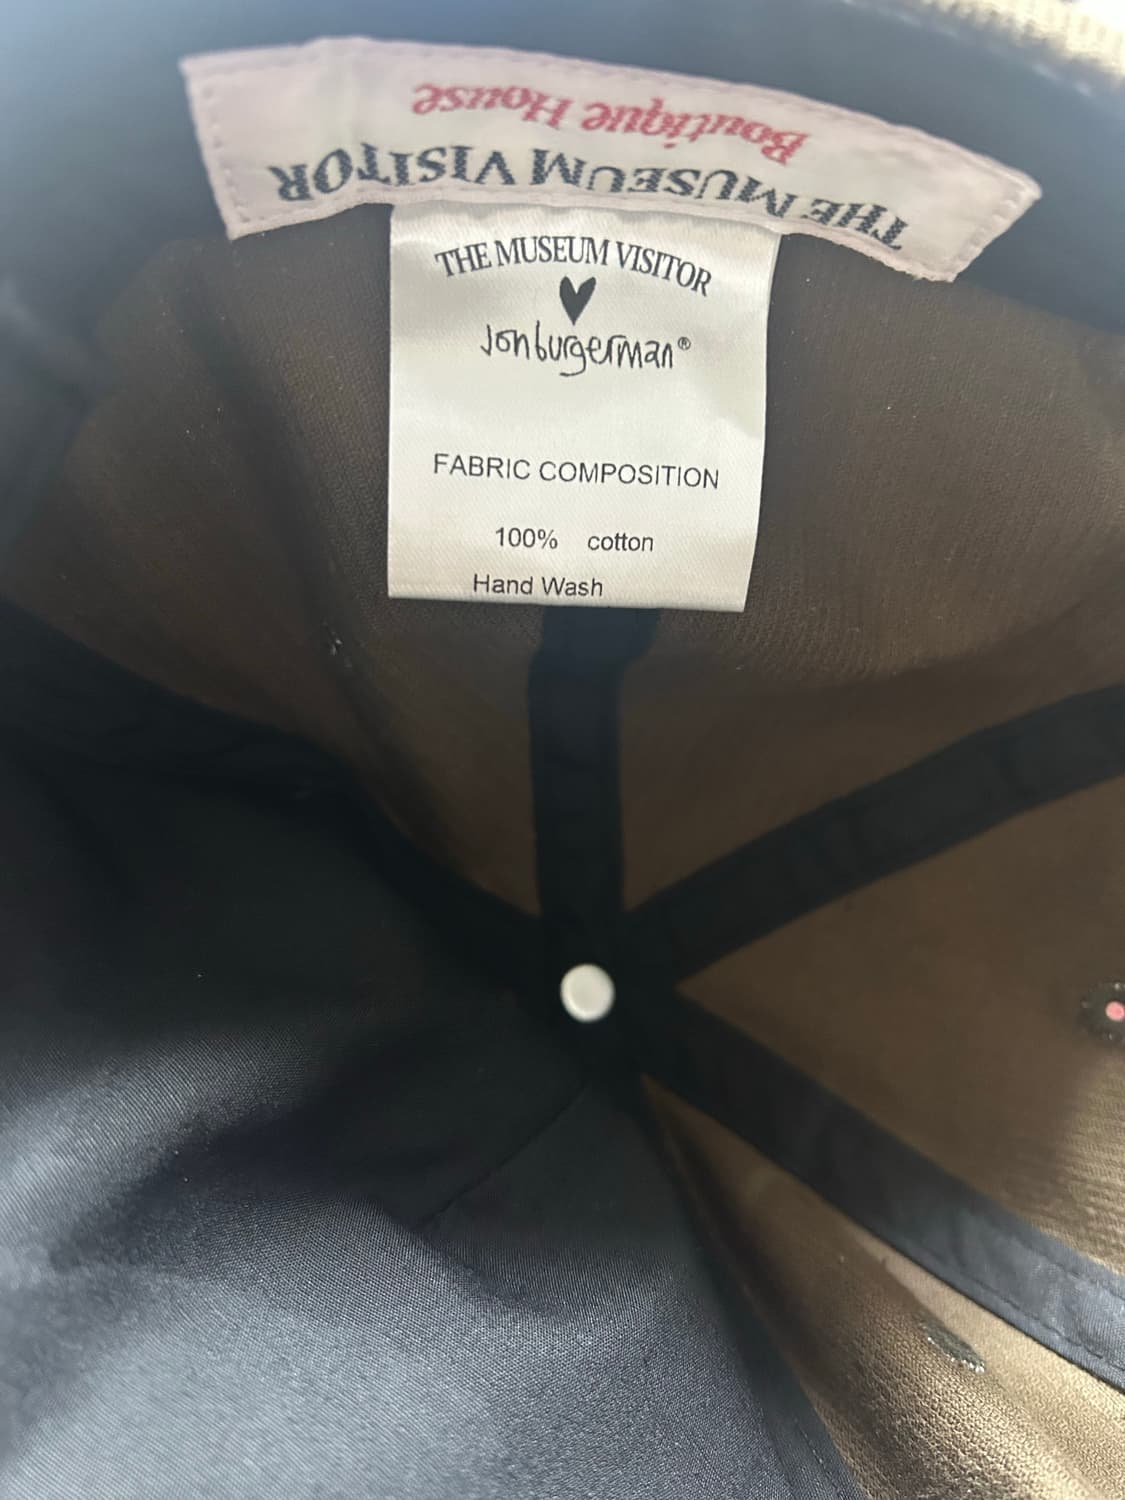 THE MUSEUM VISITOR
Boutique House
THE MUSEUM VISITOR
jonburgerman®
FABRIC COMPOSITION
100% cotton
Hand Wash